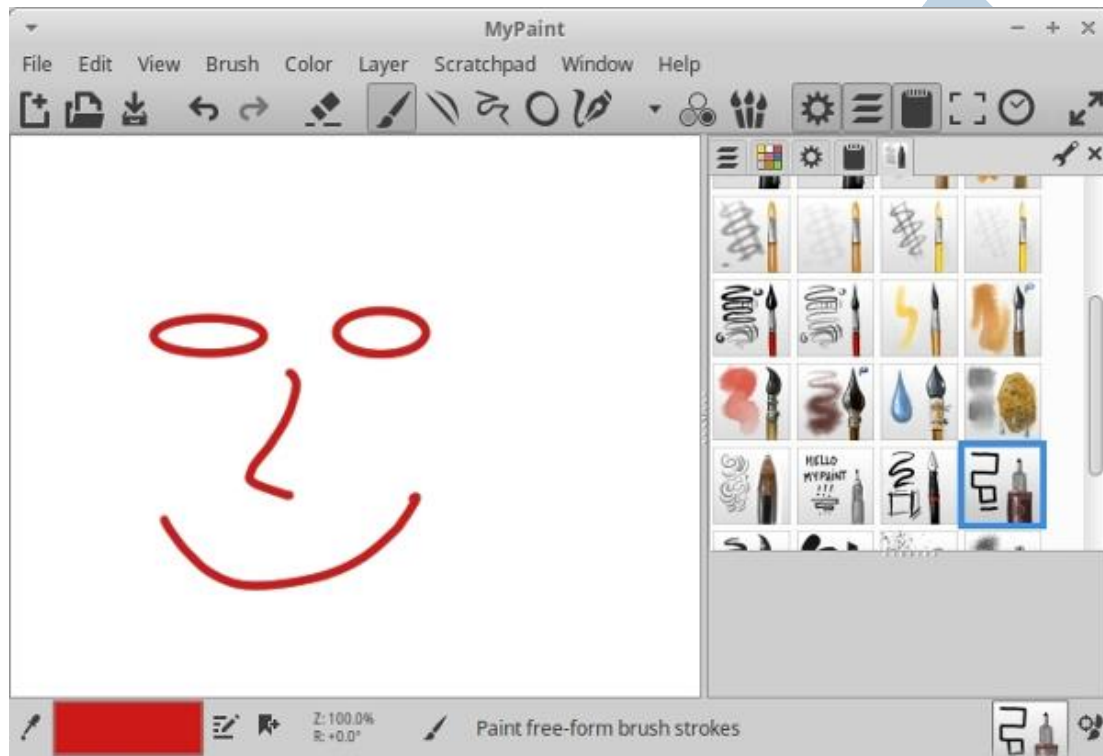 MyPaint
File Edit View Brush Color Layer Scratchpad Window Help
HELLO
MYPAINT
!!!
Z: 100.0%
R: +0.0°
Paint free-form brush strokes